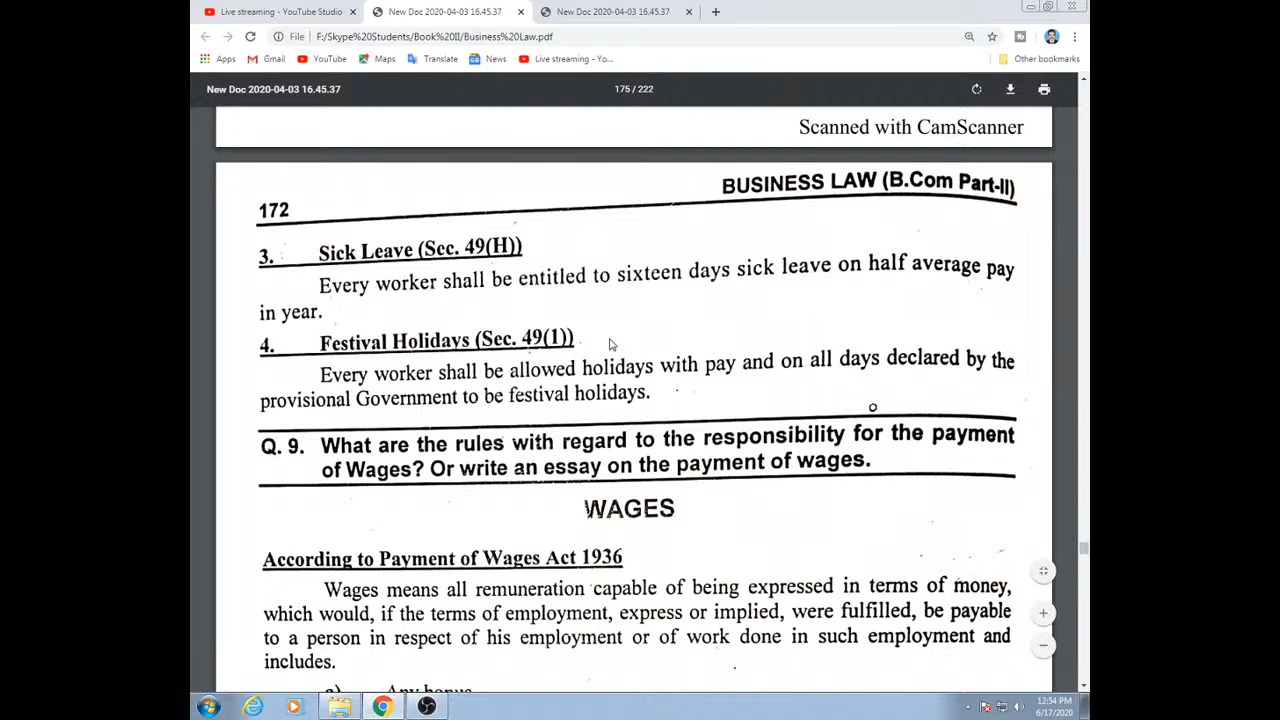 Live streaming - YouTube Studio
New Doc 2020-04-03 16.45.37
New Doc 2020-04-03 16.45.37
File
F:/Skype%20Students/Book%20II/Business%20Law.pdf
Apps
Gmail
YouTube
Maps
Translate
News
Live streaming - Yo...
Other bookmarks
New Doc 2020-04-03 16.45.37
175 / 222
Scanned with CamScanner
BUSINESS LAW (B.Com Part-II)
172
3. Sick Leave (Sec. 49(H))
Every worker shall be entitled to sixteen days sick leave on half average pay
in year.
4. Festival Holidays (Sec. 49(1))
Every worker shall be allowed holidays with pay and on all days declared by the
provisional Government to be festival holidays.
Q. 9. What are the rules with regard to the responsibility for the payment
of Wages? Or write an essay on the payment of wages.
WAGES
According to Payment of Wages Act 1936
Wages means all remuneration capable of being expressed in terms of money,
which would, if the terms of employment, express or implied, were fulfilled, be payable
to a person in respect of his employment or of work done in such employment and
includes.
a) Any bonus
12:54 PM
6/17/2020